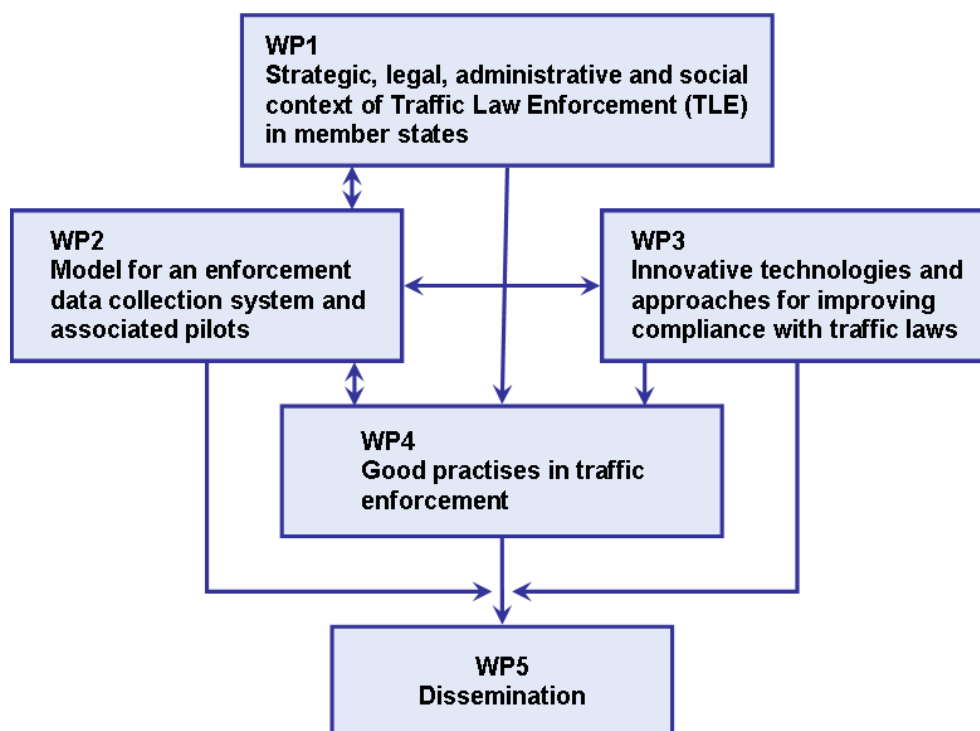 WP1
Strategic, legal, administrative and social
context of Traffic Law Enforcement (TLE)
in member states
WP2
Model for an enforcement
data collection system and
associated pilots
WP3
Innovative technologies and
approaches for improving
compliance with traffic laws
WP4
Good practises in traffic
enforcement
WP5
Dissemination